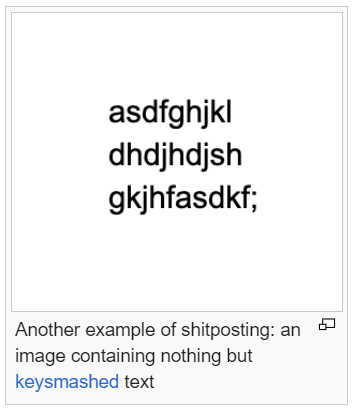 asdfghjkl
dhdjhdjsh
gkjhfasdkf;
Another example of shitposting: an
image containing nothing but
keysmashed text